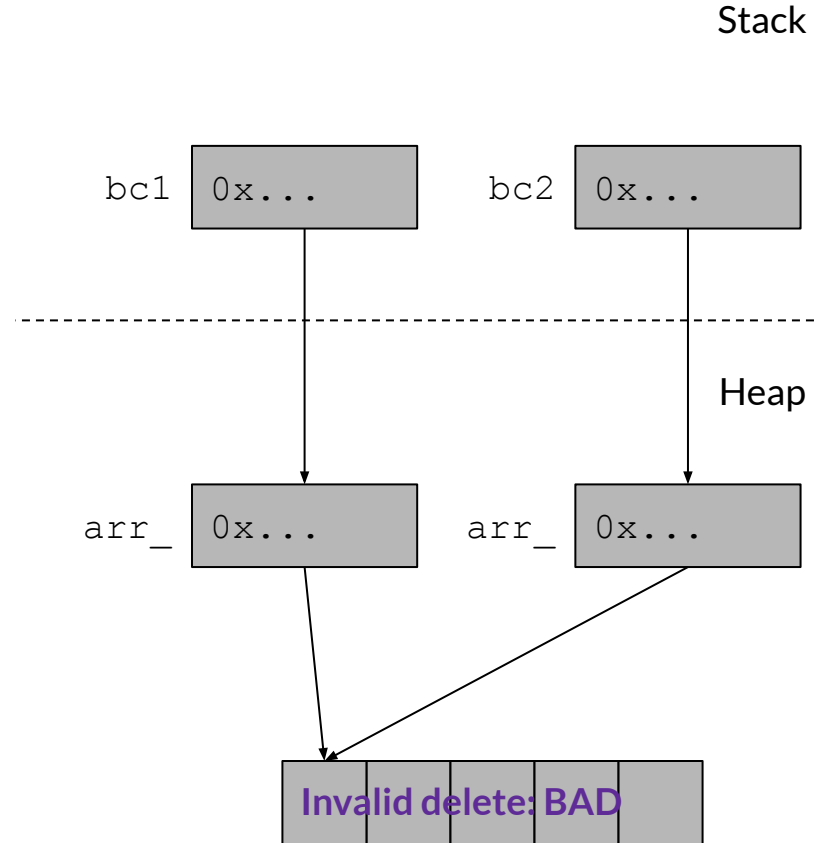 Stack
bc1 0x... bc2 0x...
Heap
arr_ 0x... arr_ 0x...
Invalid delete: BAD